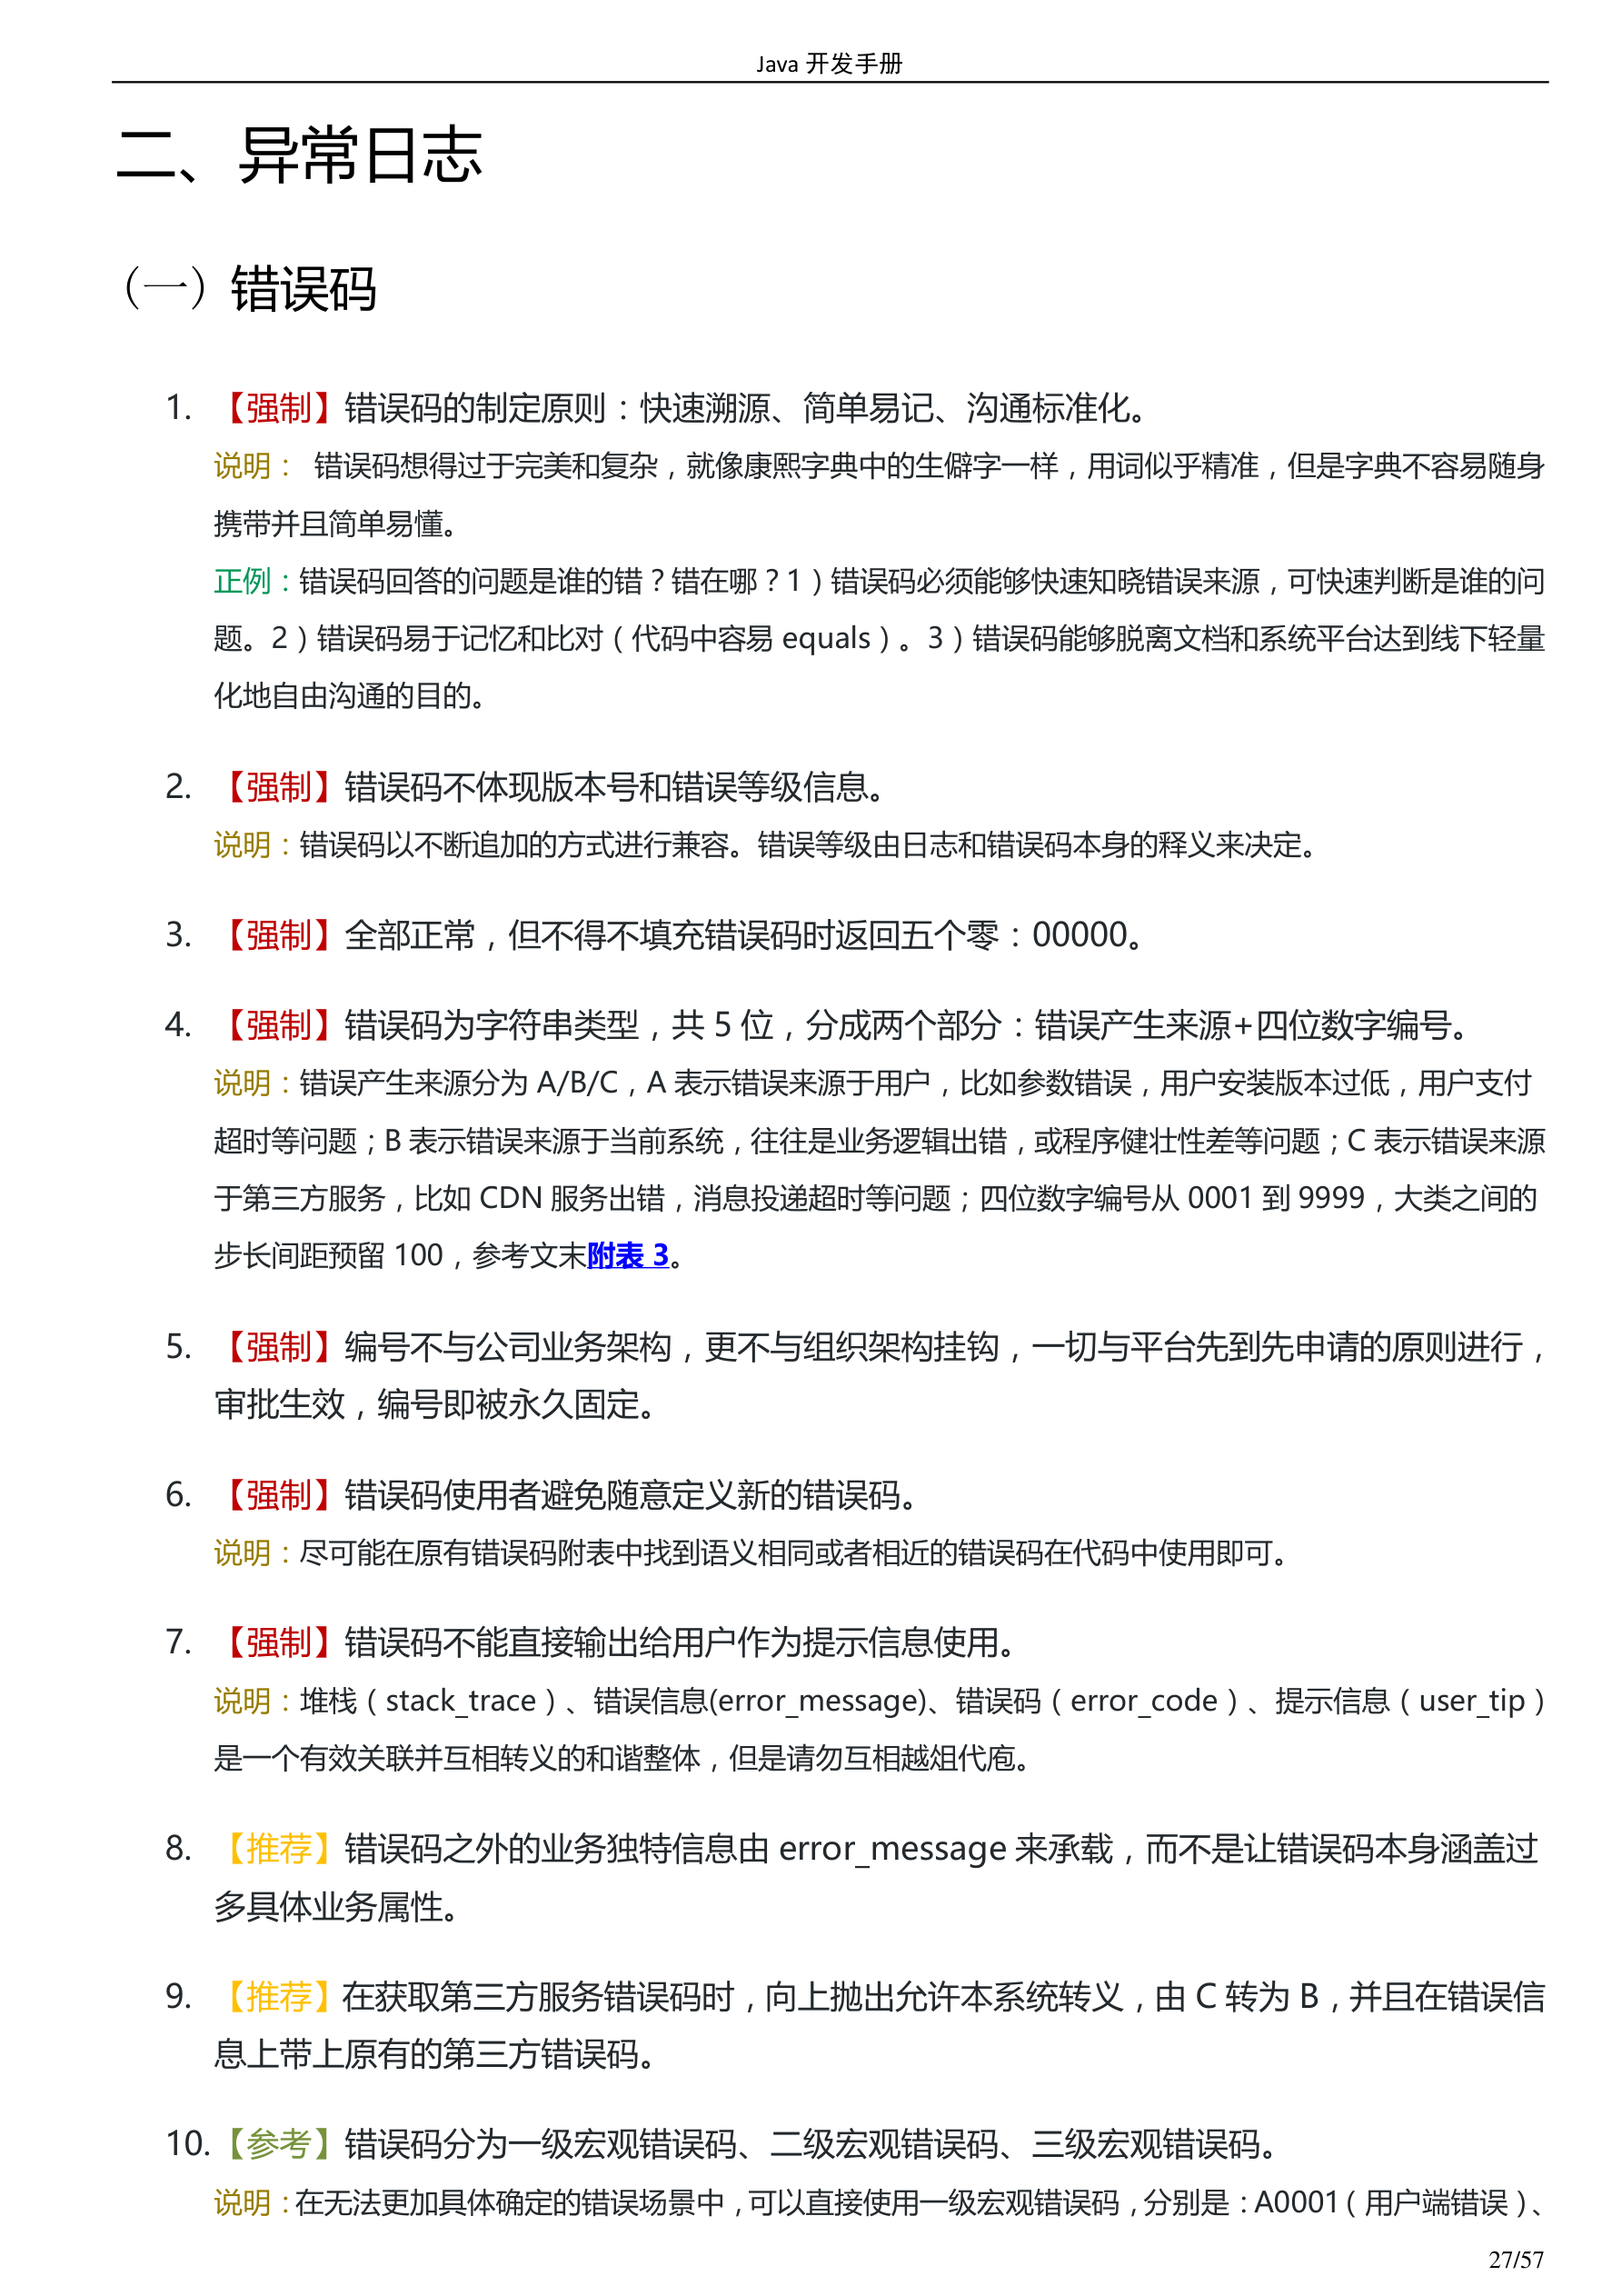 Java 开发手册
二、异常日志
（一）错误码
1. 【强制】错误码的制定原则：快速溯源、简单易记、沟通标准化。
说明： 错误码想得过于完美和复杂，就像康熙字典中的生僻字一样，用词似乎精准，但是字典不容易随身
携带并且简单易懂。
正例：错误码回答的问题是谁的错？错在哪？1）错误码必须能够快速知晓错误来源，可快速判断是谁的问
题。2）错误码易于记忆和比对（代码中容易 equals）。3）错误码能够脱离文档和系统平台达到线下轻量
化地自由沟通的目的。
2. 【强制】错误码不体现版本号和错误等级信息。
说明：错误码以不断追加的方式进行兼容。错误等级由日志和错误码本身的释义来决定。
3. 【强制】全部正常，但不得不填充错误码时返回五个零：00000。
4. 【强制】错误码为字符串类型，共 5 位，分成两个部分：错误产生来源+四位数字编号。
说明：错误产生来源分为 A/B/C，A 表示错误来源于用户，比如参数错误，用户安装版本过低，用户支付
超时等问题；B 表示错误来源于当前系统，往往是业务逻辑出错，或程序健壮性差等问题；C 表示错误来源
于第三方服务，比如 CDN 服务出错，消息投递超时等问题；四位数字编号从 0001 到 9999，大类之间的
步长间距预留 100，参考文末附表 3。
5. 【强制】编号不与公司业务架构，更不与组织架构挂钩，一切与平台先到先申请的原则进行，
审批生效，编号即被永久固定。
6. 【强制】错误码使用者避免随意定义新的错误码。
说明：尽可能在原有错误码附表中找到语义相同或者相近的错误码在代码中使用即可。
7. 【强制】错误码不能直接输出给用户作为提示信息使用。
说明：堆栈（stack_trace）、错误信息(error_message)、错误码（error_code）、提示信息（user_tip）
是一个有效关联并互相转义的和谐整体，但是请勿互相越俎代庖。
8. 【推荐】错误码之外的业务独特信息由 error_message 来承载，而不是让错误码本身涵盖过
多具体业务属性。
9. 【推荐】在获取第三方服务错误码时，向上抛出允许本系统转义，由 C 转为 B，并且在错误信
息上带上原有的第三方错误码。
10.【参考】错误码分为一级宏观错误码、二级宏观错误码、三级宏观错误码。
说明：在无法更加具体确定的错误场景中，可以直接使用一级宏观错误码，分别是：A0001（用户端错误）、
27/57